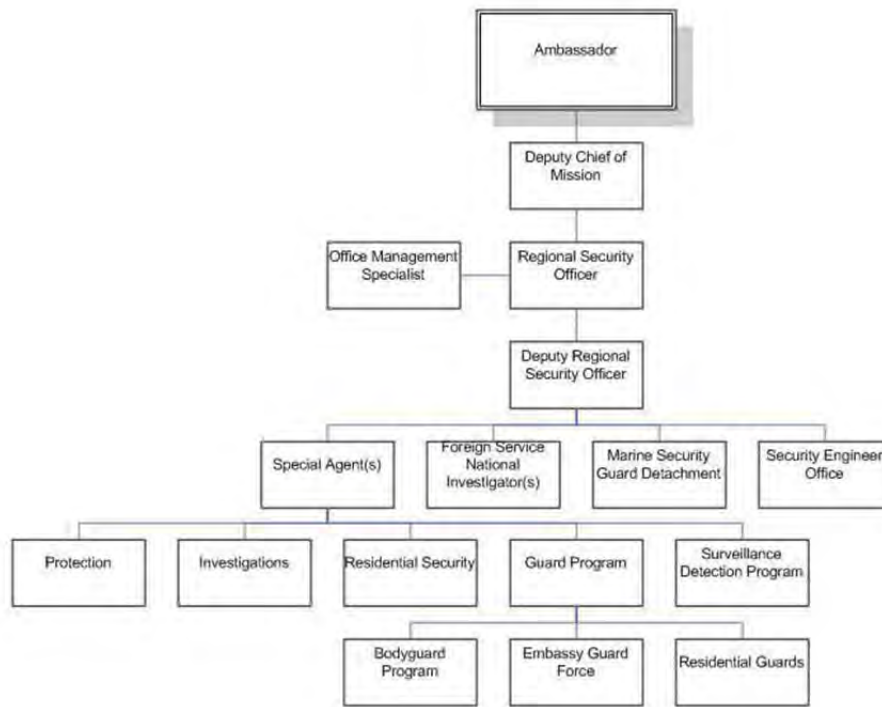 Ambassador
Deputy Chief of
Mission
Office Management
Specialist
Regional Security
Officer
Deputy Regional
Security Officer
Special Agent(s)
Foreign Service
National
Investigator(s)
Marine Security
Guard Detachment
Security Engineer
Office
Protection
Investigations
Residential Security
Guard Program
Surveillance
Detection Program
Bodyguard
Program
Embassy Guard
Force
Residential Guards